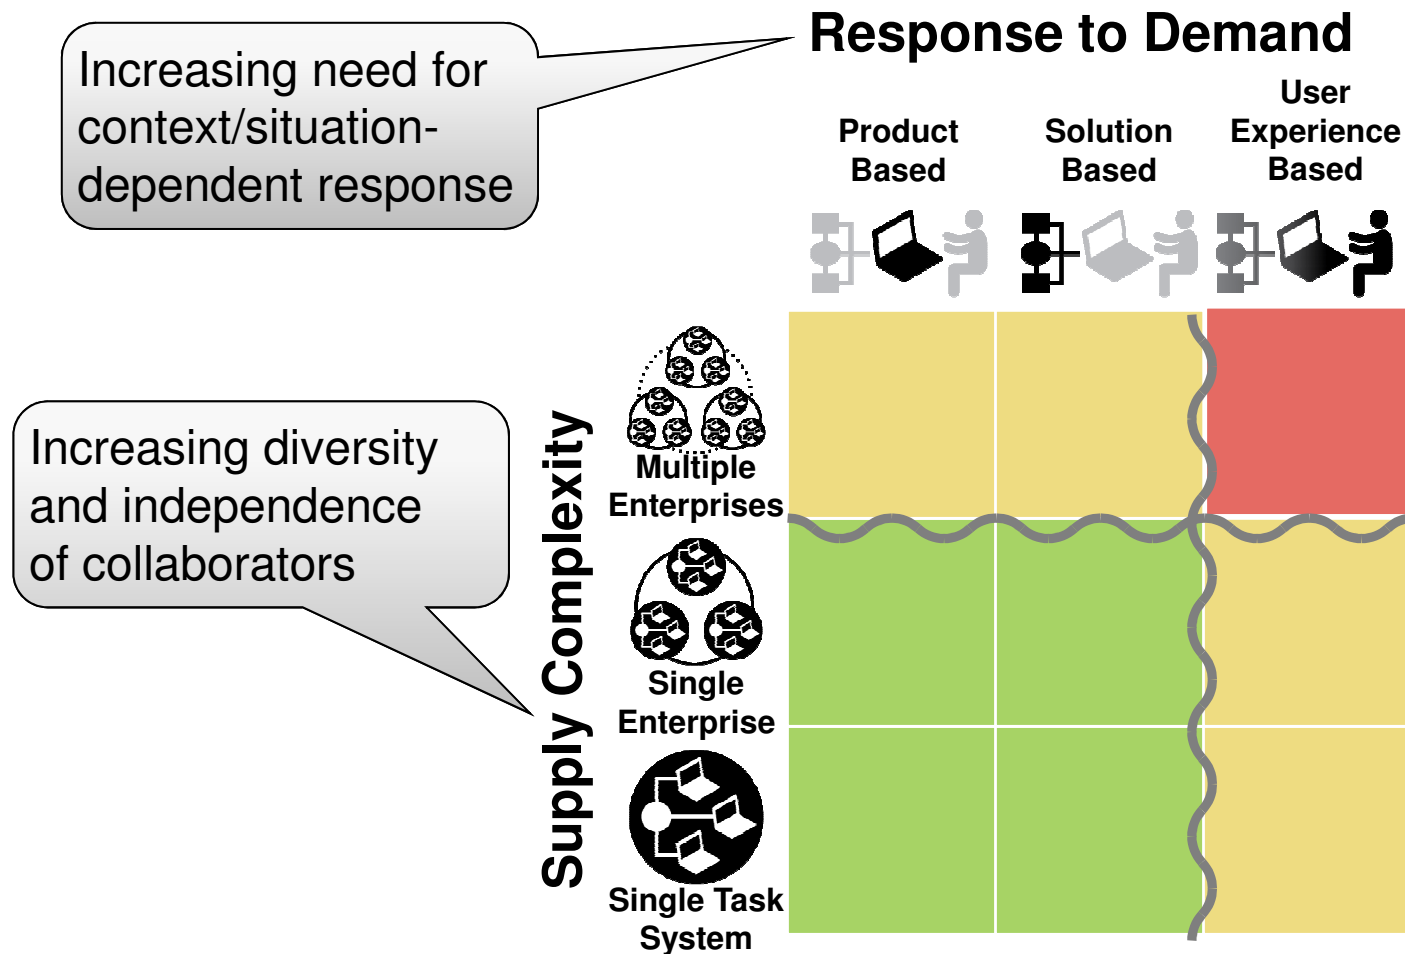 Increasing need for
context/situation-
dependent response
Response to Demand
Product
Based
Solution
Based
User
Experience
Based
Increasing diversity
and independence
of collaborators
Supply Complexity
Multiple
Enterprises
Single
Enterprise
Single Task
System